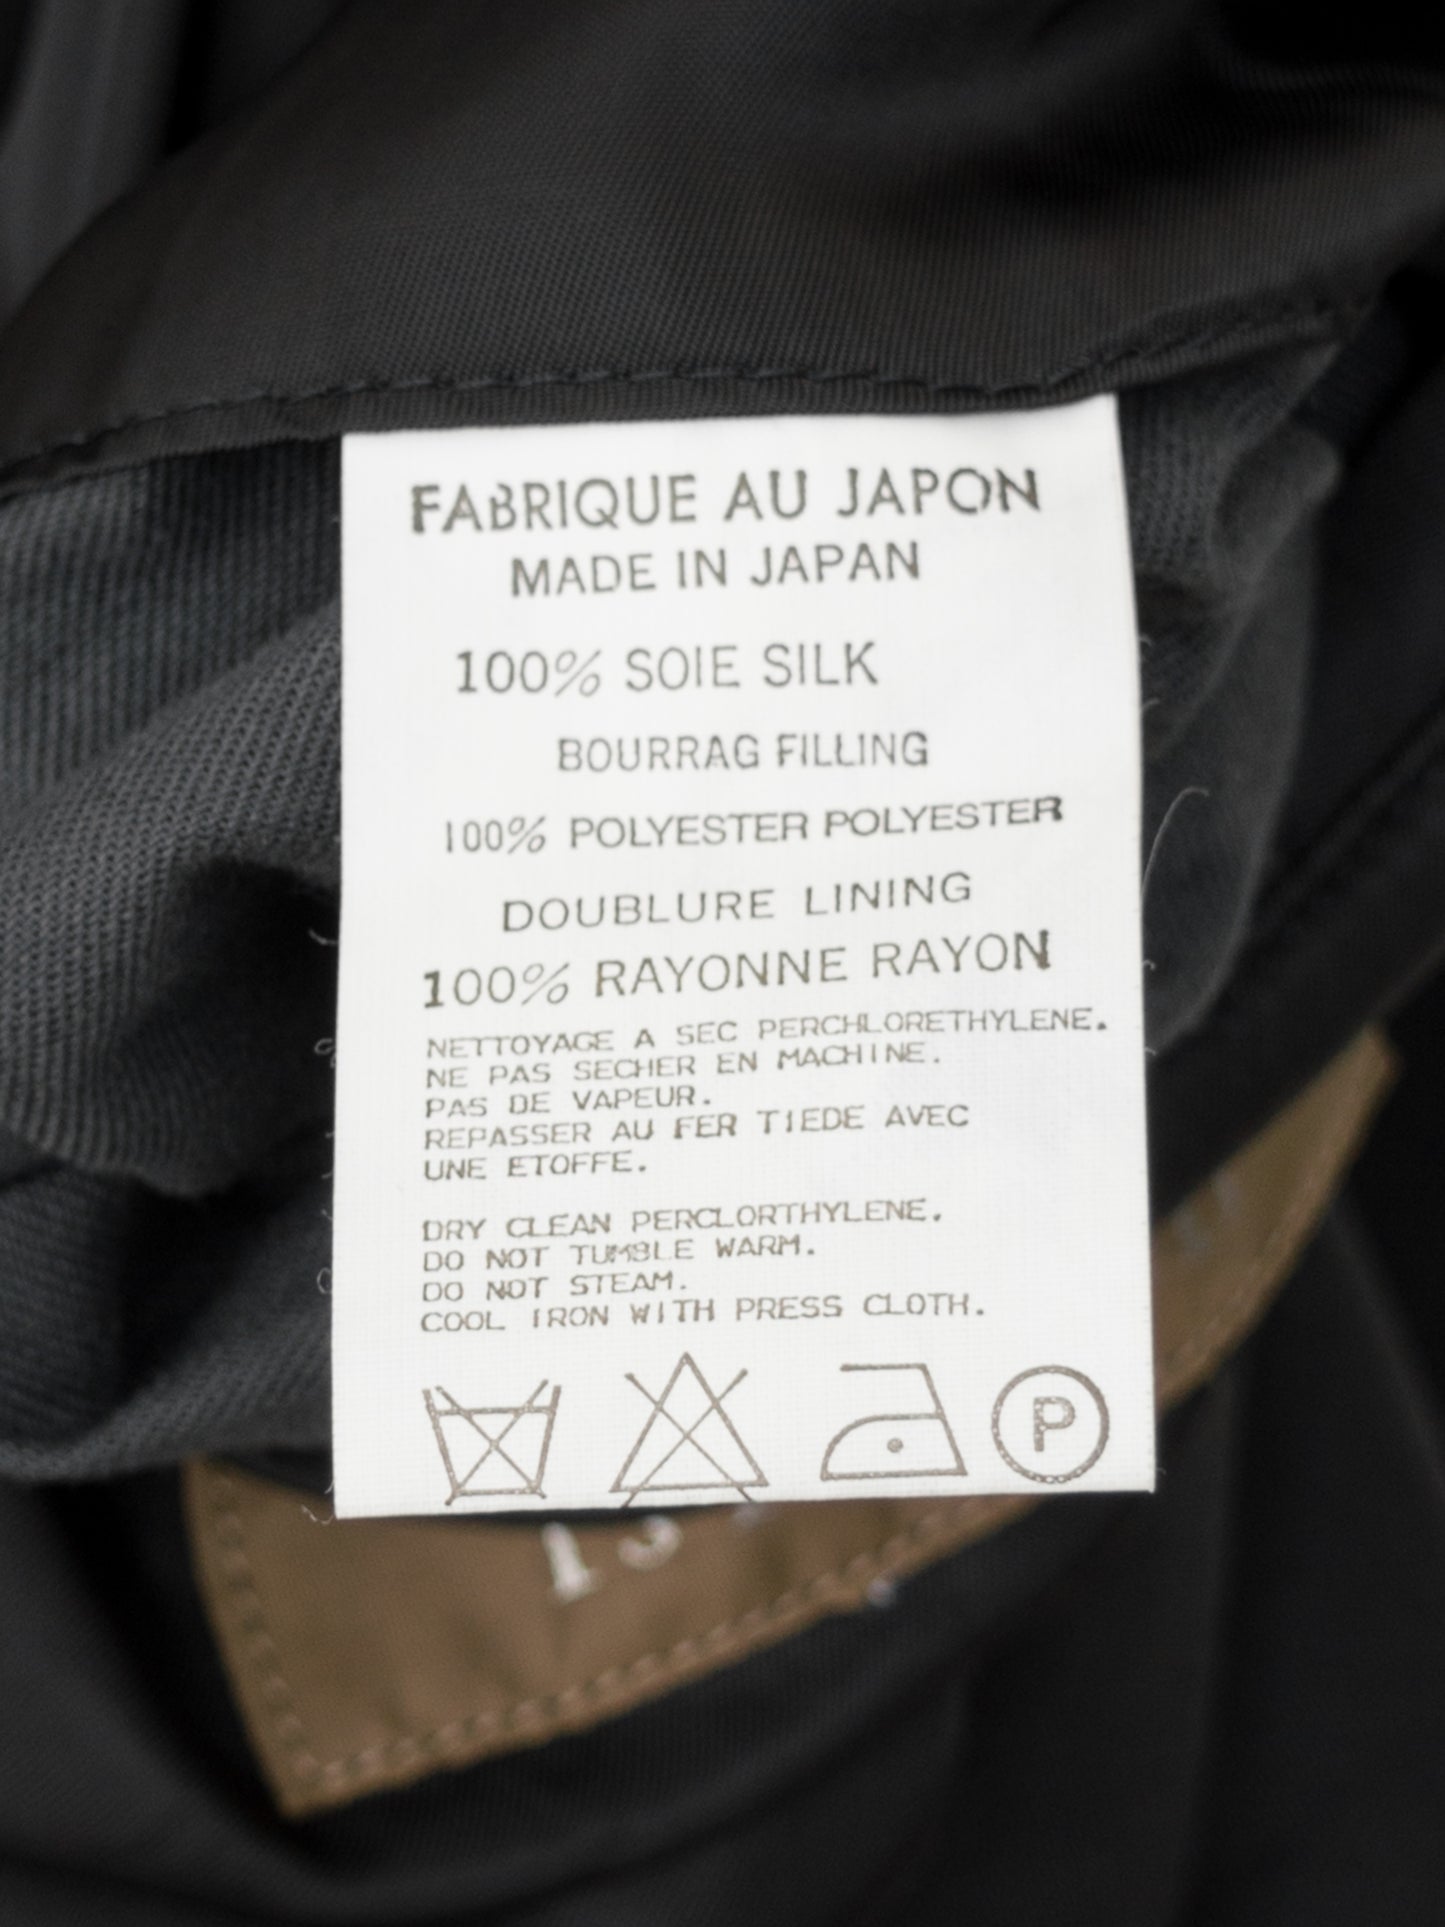 FABRIQUE AU JAPON
MADE IN JAPAN
100% SOIE SILK
BOURRAG FILLING
100% POLYESTER POLYESTER
DOUBLURE LINING
100% RAYONNE RAYON
NETTOYAGE A SEC PERCHLORETHYLENE.
NE PAS SECHER EN MACHINE.
PAS DE VAPEUR.
REPASSER AU FER TIEDE AVEC
UNE ETOFFE.
DRY CLEAN PERCLORTHYLENE.
DO NOT TUMBLE WARM.
DO NOT STEAM.
COOL IRON WITH PRESS CLOTH.
P